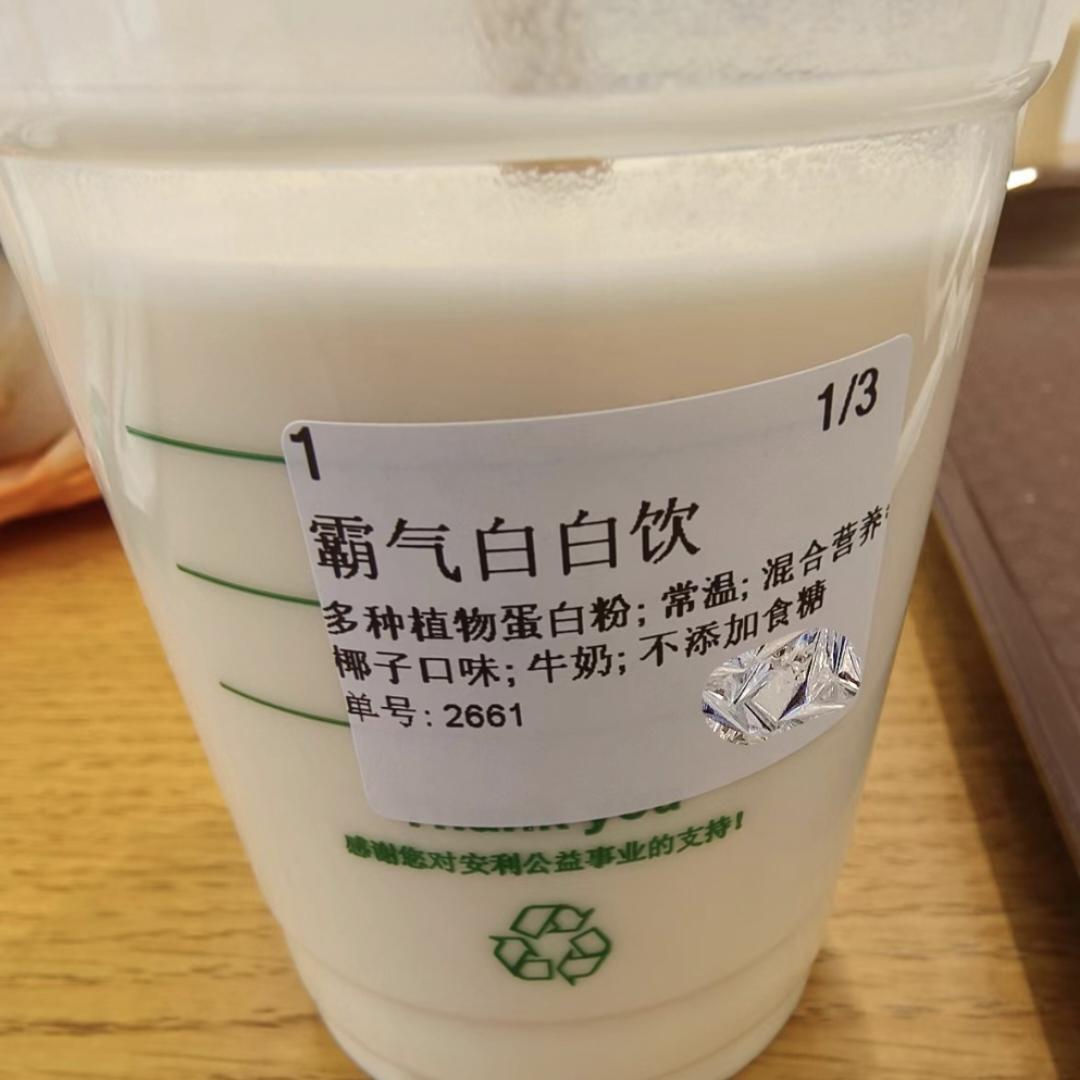 1
1/3
霸气白白饮
多种植物蛋白粉; 常温; 混合营养
椰子口味; 牛奶; 不添加食糖
单号: 2661
Thank you
感谢您对安利公益事业的支持!